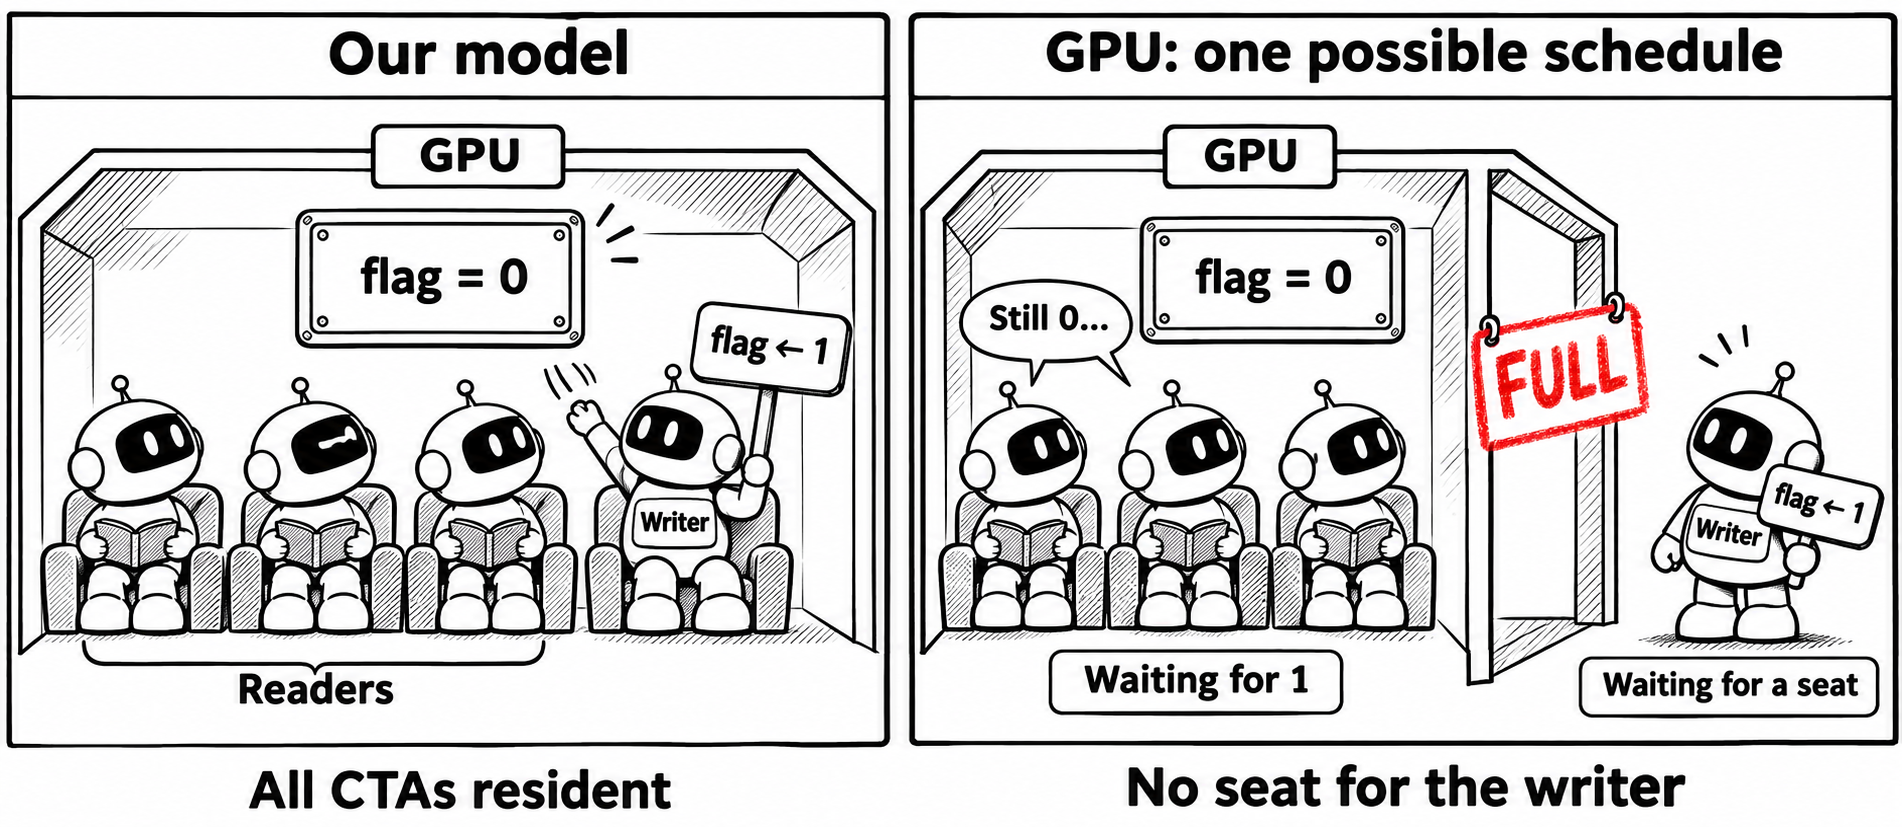 Our model
GPU
flag = 0
flag ← 1
Writer
Readers
All CTAs resident
GPU: one possible schedule
GPU
flag = 0
Still 0...
FULL
flag ← 1
Writer
Waiting for 1
Waiting for a seat
No seat for the writer